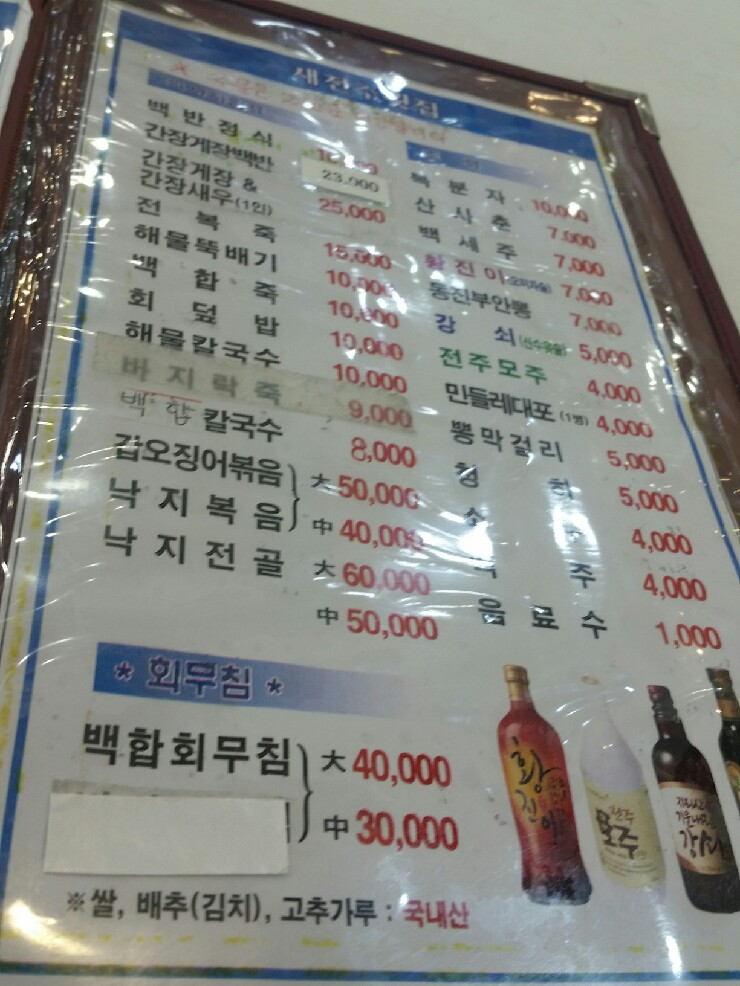 백반정식
간장게장백반 23.000
간장게장 &
간장새우(1인) 25,000
전복죽 15,000
해물뚝배기 10,000
백합죽 10,000
회덮밥 10,000
해물칼국수 10,000
바지락죽 9,000
백합 칼국수 8,000
갑오징어볶음 大 50,000
낙지복음 中 40,000
낙지전골 大 60,000
中 50,000
복분자 10,000
산사춘 7.000
백세주 7,000
황진이 7,000
동진부안뽕 7,000
강쇠 5,000
전주모주 4,000
민들레대포 (1병) 4,000
뽕막걸리 5,000
청하 5,000
소주 4,000
4,000
음료수 1,000
* 회무침 *
백합회무침 大 40,000
中 30,000
황진이
전주
모주
※쌀, 배추(김치), 고추가루 : 국내산